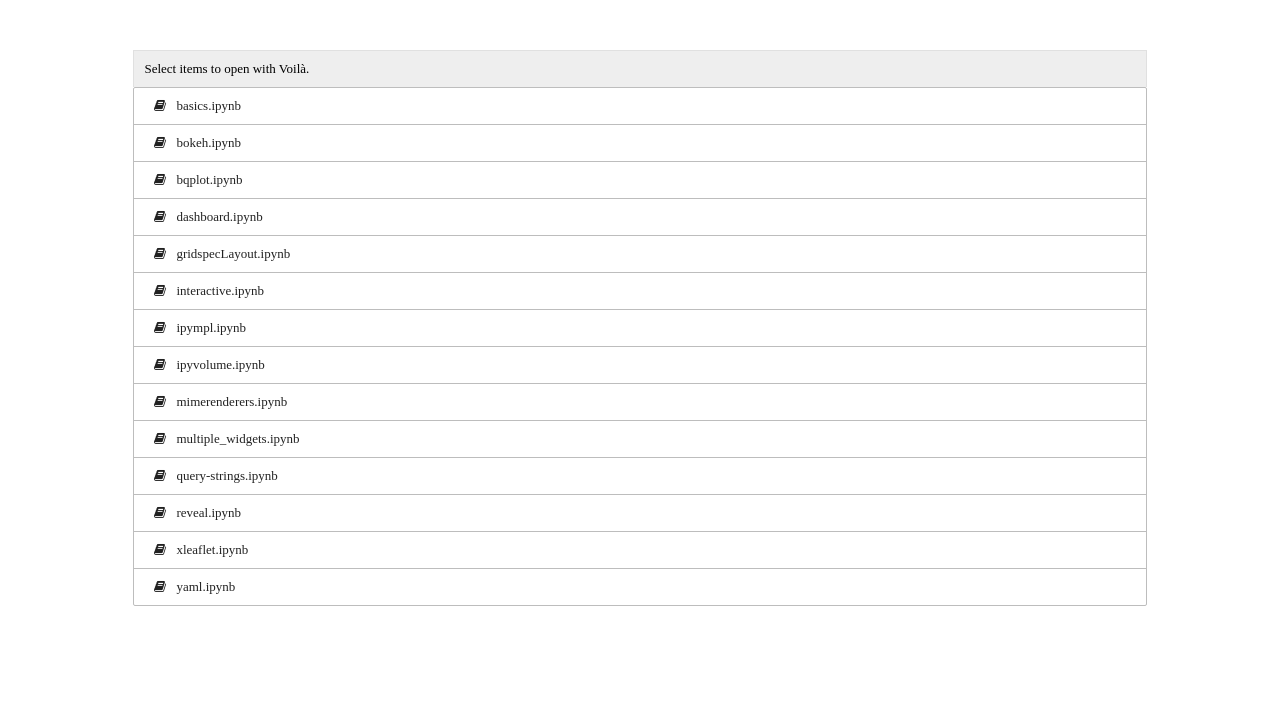 Select items to open with Voilà.
basics.ipynb
bokeh.ipynb
bqplot.ipynb
dashboard.ipynb
gridspecLayout.ipynb
interactive.ipynb
ipympl.ipynb
ipyvolume.ipynb
mimerenderers.ipynb
multiple_widgets.ipynb
query-strings.ipynb
reveal.ipynb
xleaflet.ipynb
yaml.ipynb